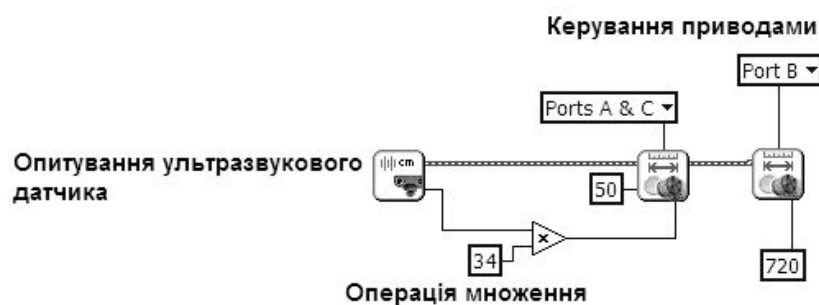 Керування приводами
Port B
Ports A & C
Опитування ультразвукового
датчика
cm
50
x
34
720
Операція множення